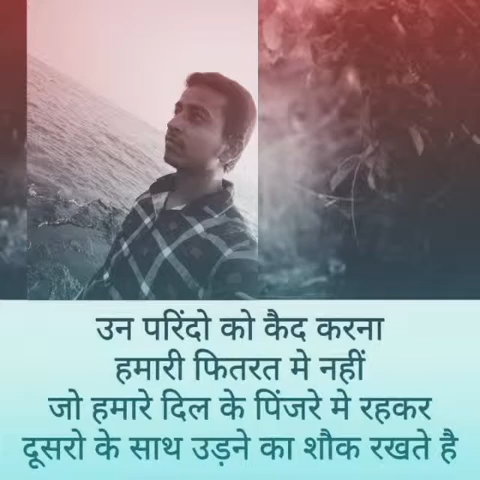 उन परिंदो को कैद करना
हमारी फितरत मे नहीं
जो हमारे दिल के पिंजरे मे रहकर
दूसरो के साथ उड़ने का शौक रखते है